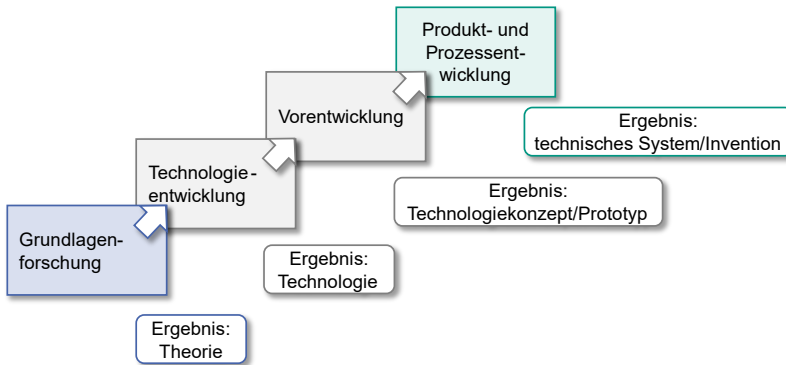 Produkt- und
Prozessent-
wicklung
Vorentwicklung
Ergebnis:
technisches System/Invention
Technologie-
entwicklung
Ergebnis:
Technologiekonzept/Prototyp
Grundlagen-
forschung
Ergebnis:
Technologie
Ergebnis:
Theorie